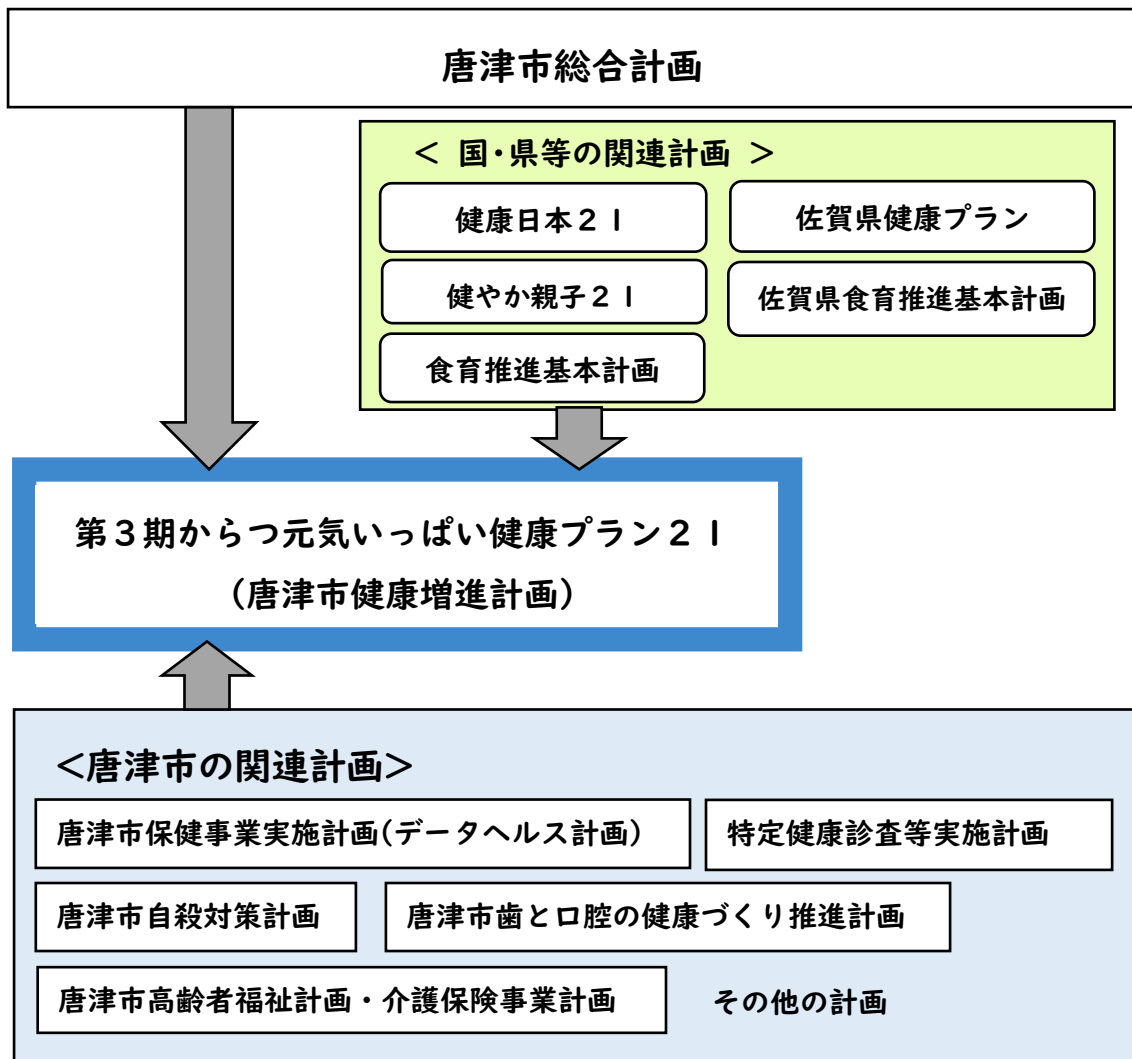 唐津市総合計画
＜ 国・県等の関連計画 ＞
健康日本２１
佐賀県健康プラン
健やか親子２１
佐賀県食育推進基本計画
食育推進基本計画
第３期からつ元気いっぱい健康プラン２１
（唐津市健康増進計画）
＜唐津市の関連計画＞
唐津市保健事業実施計画（データヘルス計画）
特定健康診査等実施計画
唐津市自殺対策計画
唐津市歯と口腔の健康づくり推進計画
唐津市高齢者福祉計画・介護保険事業計画
その他の計画